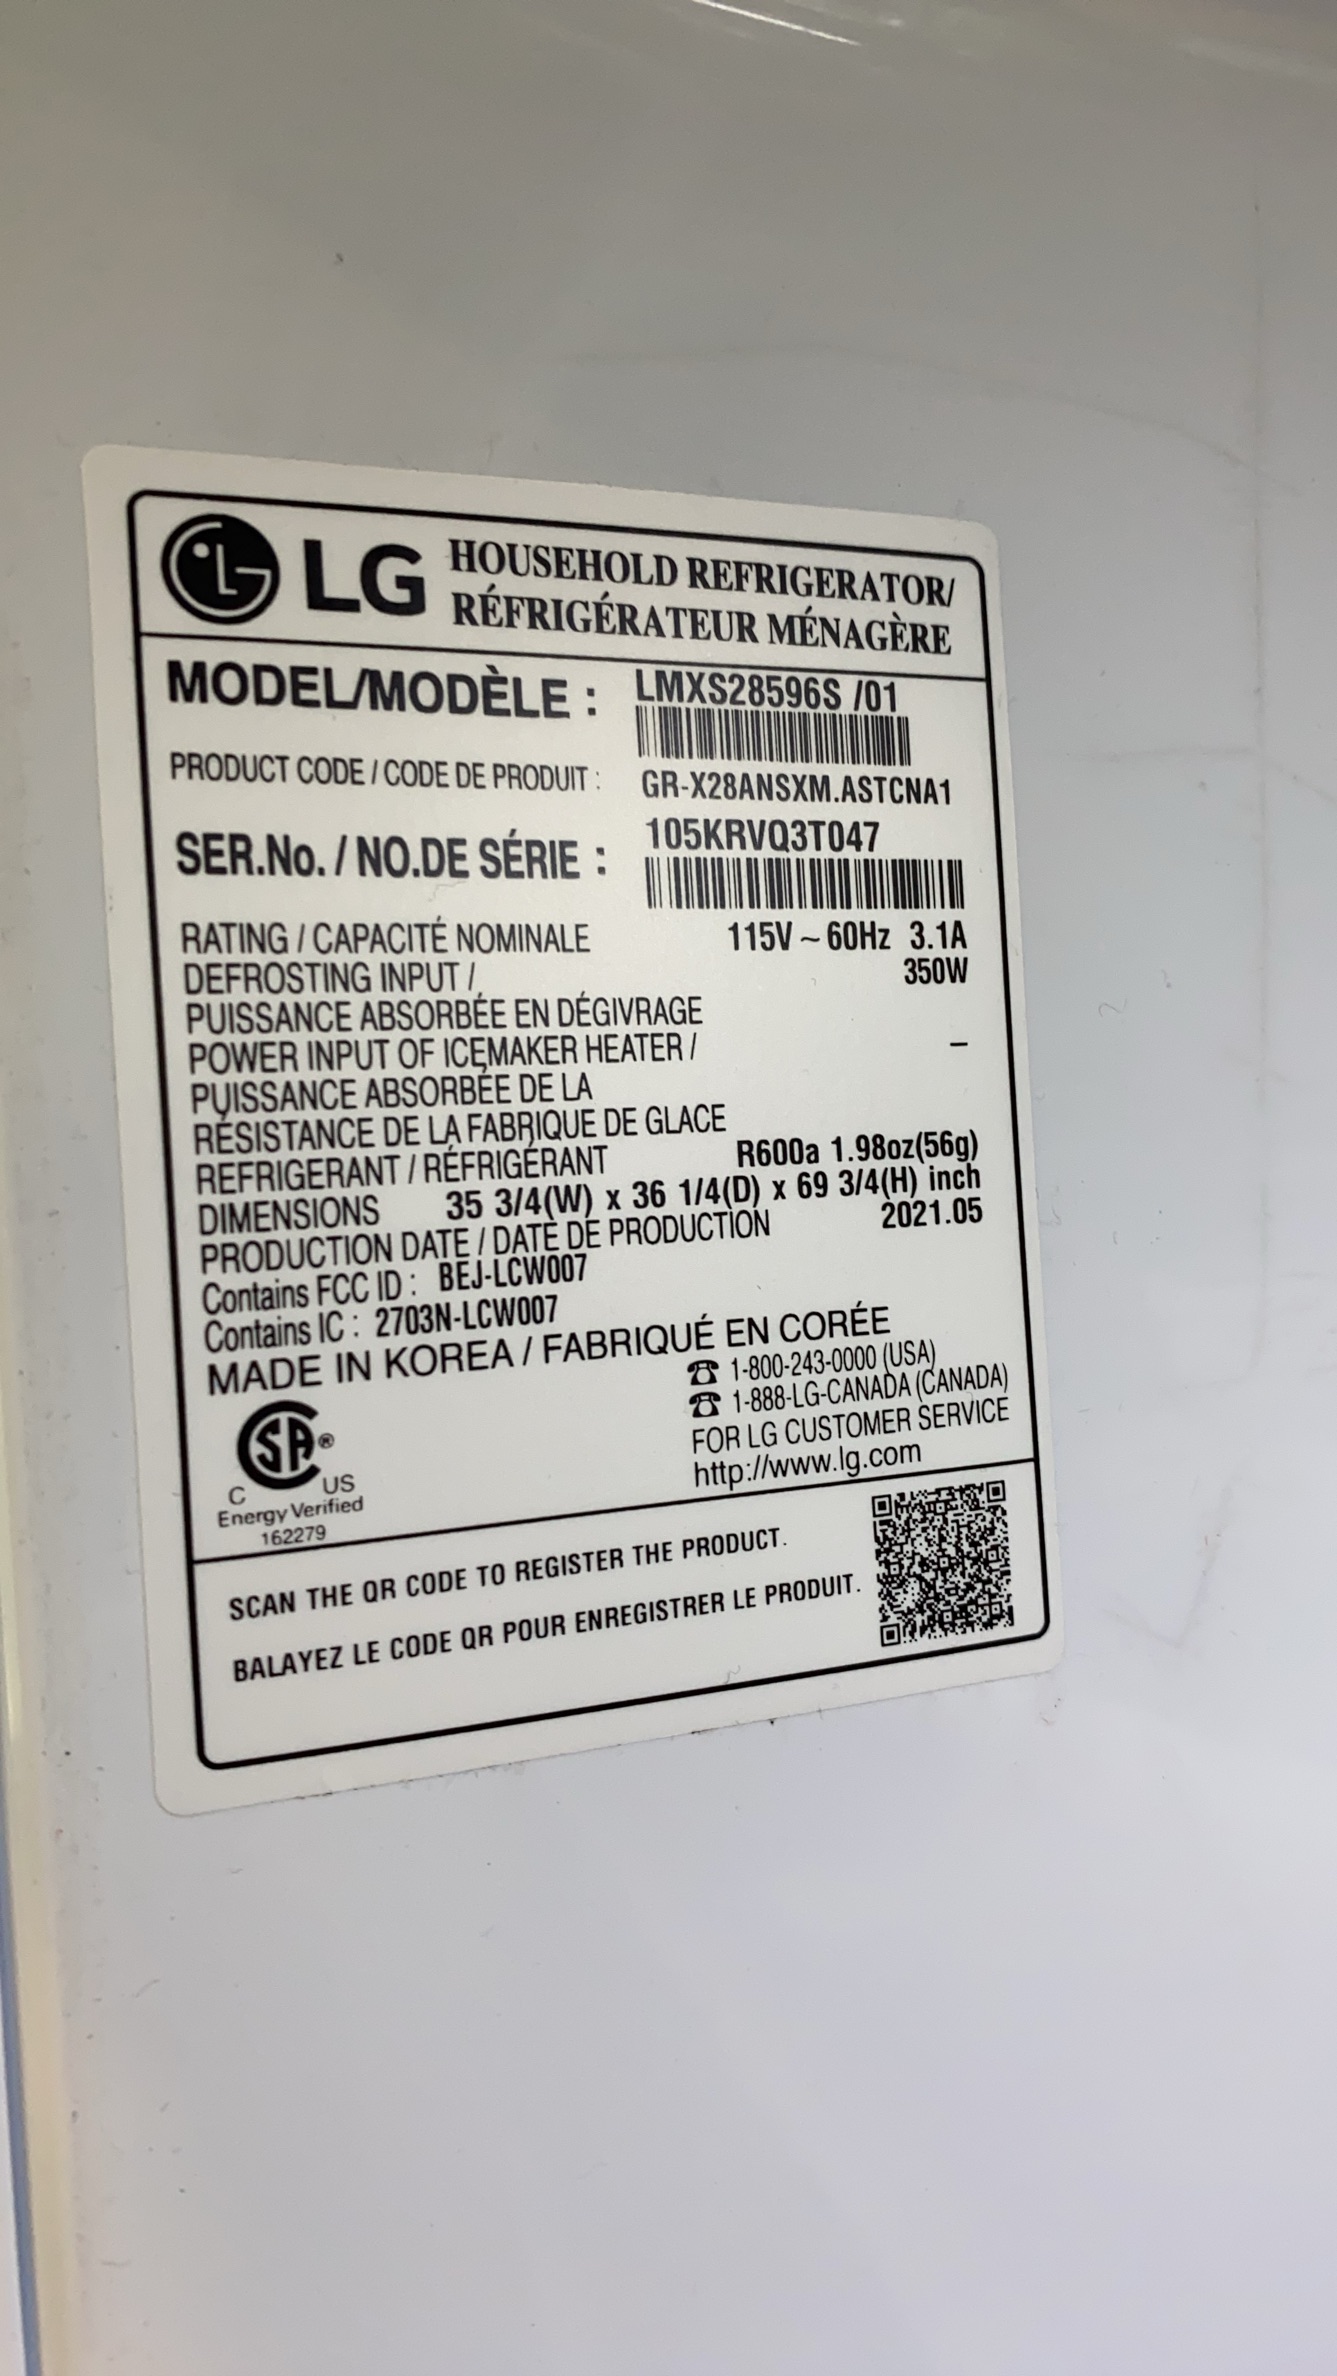 LG HOUSEHOLD REFRIGERATOR/
RÉFRIGÉRATEUR MÉNAGÈRE
MODEL/MODÈLE : LMXS28596S /01
PRODUCT CODE / CODE DE PRODUIT : GR-X28ANSXM.ASTCNA1
SER.No. / NO.DE SÉRIE : 105KRVQ3T047
RATING / CAPACITÉ NOMINALE 115V ~ 60Hz 3.1A
DEFROSTING INPUT / 350W
PUISSANCE ABSORBÉE EN DÉGIVRAGE
POWER INPUT OF ICEMAKER HEATER / –
PUISSANCE ABSORBÉE DE LA
RÉSISTANCE DE LA FABRIQUE DE GLACE
REFRIGERANT / RÉFRIGÉRANT R600a 1.98oz(56g)
DIMENSIONS 35 3/4(W) x 36 1/4(D) x 69 3/4(H) inch
PRODUCTION DATE / DATE DE PRODUCTION 2021.05
Contains FCC ID : BEJ-LCW007
Contains IC : 2703N-LCW007
MADE IN KOREA / FABRIQUÉ EN CORÉE
☎ 1-800-243-0000 (USA)
☎ 1-888-LG-CANADA (CANADA)
FOR LG CUSTOMER SERVICE
http://www.lg.com
CSA®
C US
Energy Verified
162279
SCAN THE QR CODE TO REGISTER THE PRODUCT.
BALAYEZ LE CODE QR POUR ENREGISTRER LE PRODUIT.